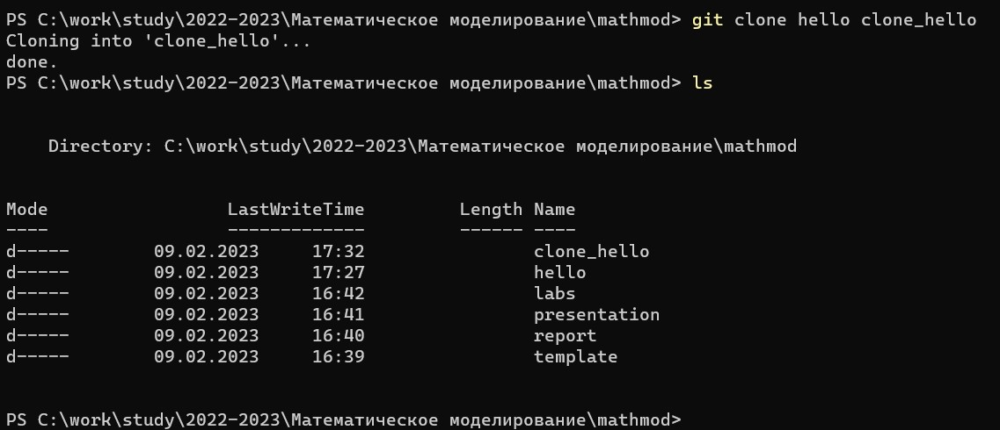 PS C:\work\study\2022-2023\Математическое моделирование\mathmod> git clone hello clone_hello
Cloning into 'clone_hello'...
done.
PS C:\work\study\2022-2023\Математическое моделирование\mathmod> ls
Directory: C:\work\study\2022-2023\Математическое моделирование\mathmod
Mode                 LastWriteTime         Length Name
----                 -------------         ------ ----
d-----        09.02.2023     17:32                clone_hello
d-----        09.02.2023     17:27                hello
d-----        09.02.2023     16:42                labs
d-----        09.02.2023     16:41                presentation
d-----        09.02.2023     16:40                report
d-----        09.02.2023     16:39                template
PS C:\work\study\2022-2023\Математическое моделирование\mathmod>